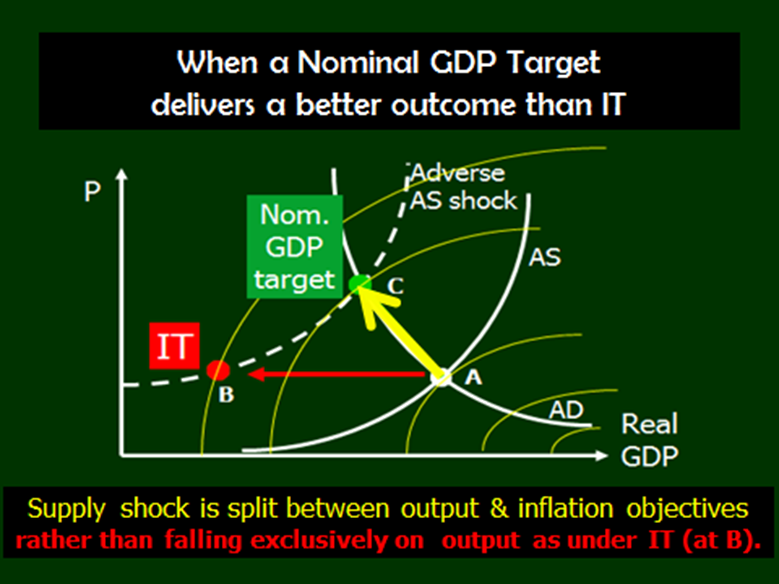 When a Nominal GDP Target
delivers a better outcome than IT
P
Adverse
AS shock
Nom.
GDP
target
AS
C
IT
B
A
AD
Real
GDP
Supply shock is split between output & inflation objectives
rather than falling exclusively on output as under IT (at B).